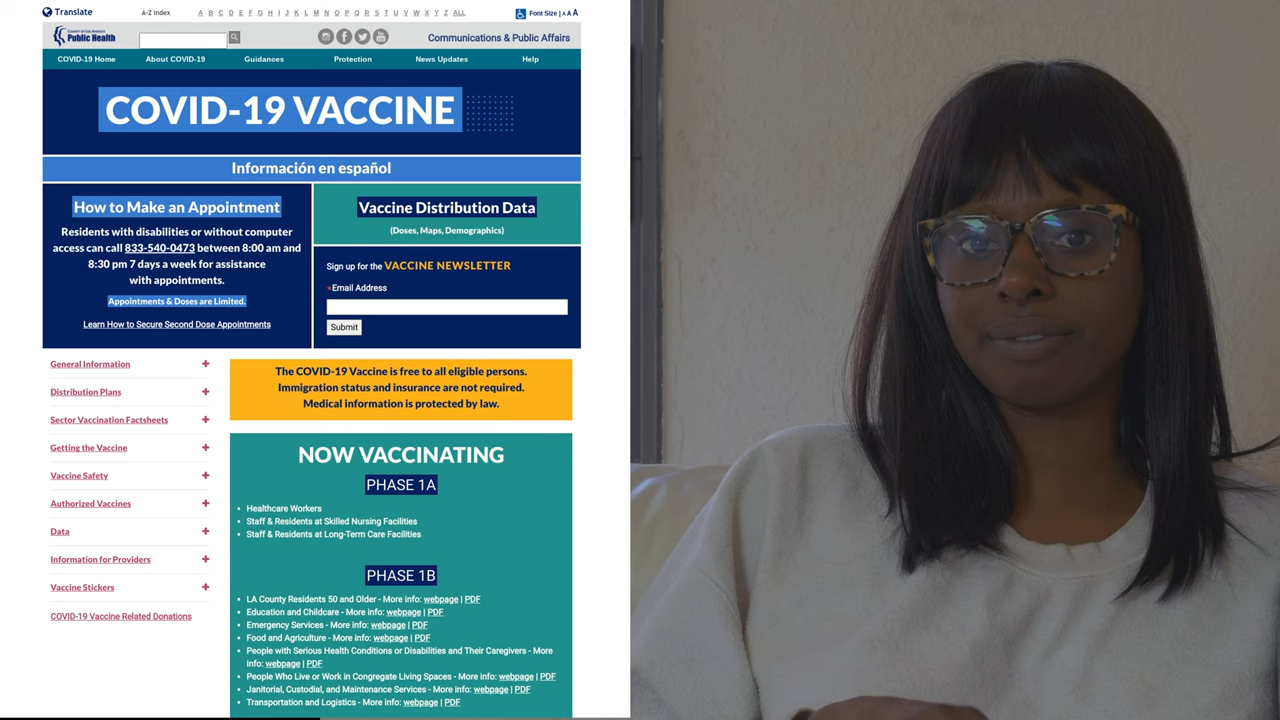 Translate
A-Z Index
A B C D E F G H I J K L M N O P Q R S T U V W X Y Z ALL
Font Size | A A A
COUNTY OF LOS ANGELES
Public Health
Communications & Public Affairs
COVID-19 Home
About COVID-19
Guidances
Protection
News Updates
Help
COVID-19 VACCINE
Información en español
How to Make an Appointment
Residents with disabilities or without computer
access can call 833-540-0473 between 8:00 am and
8:30 pm 7 days a week for assistance
with appointments.
Appointments & Doses are Limited.
Learn How to Secure Second Dose Appointments
Vaccine Distribution Data
(Doses, Maps, Demographics)
Sign up for the VACCINE NEWSLETTER
*Email Address
Submit
General Information +
Distribution Plans +
Sector Vaccination Factsheets +
Getting the Vaccine +
Vaccine Safety +
Authorized Vaccines +
Data +
Information for Providers +
Vaccine Stickers +
COVID-19 Vaccine Related Donations
The COVID-19 Vaccine is free to all eligible persons.
Immigration status and insurance are not required.
Medical information is protected by law.
NOW VACCINATING
PHASE 1A
• Healthcare Workers
• Staff & Residents at Skilled Nursing Facilities
• Staff & Residents at Long-Term Care Facilities
PHASE 1B
• LA County Residents 50 and Older - More info: webpage | PDF
• Education and Childcare - More info: webpage | PDF
• Emergency Services - More info: webpage | PDF
• Food and Agriculture - More info: webpage | PDF
• People with Serious Health Conditions or Disabilities and Their Caregivers - More
info: webpage | PDF
• People Who Live or Work in Congregate Living Spaces - More info: webpage | PDF
• Janitorial, Custodial, and Maintenance Services - More info: webpage | PDF
• Transportation and Logistics - More info: webpage | PDF